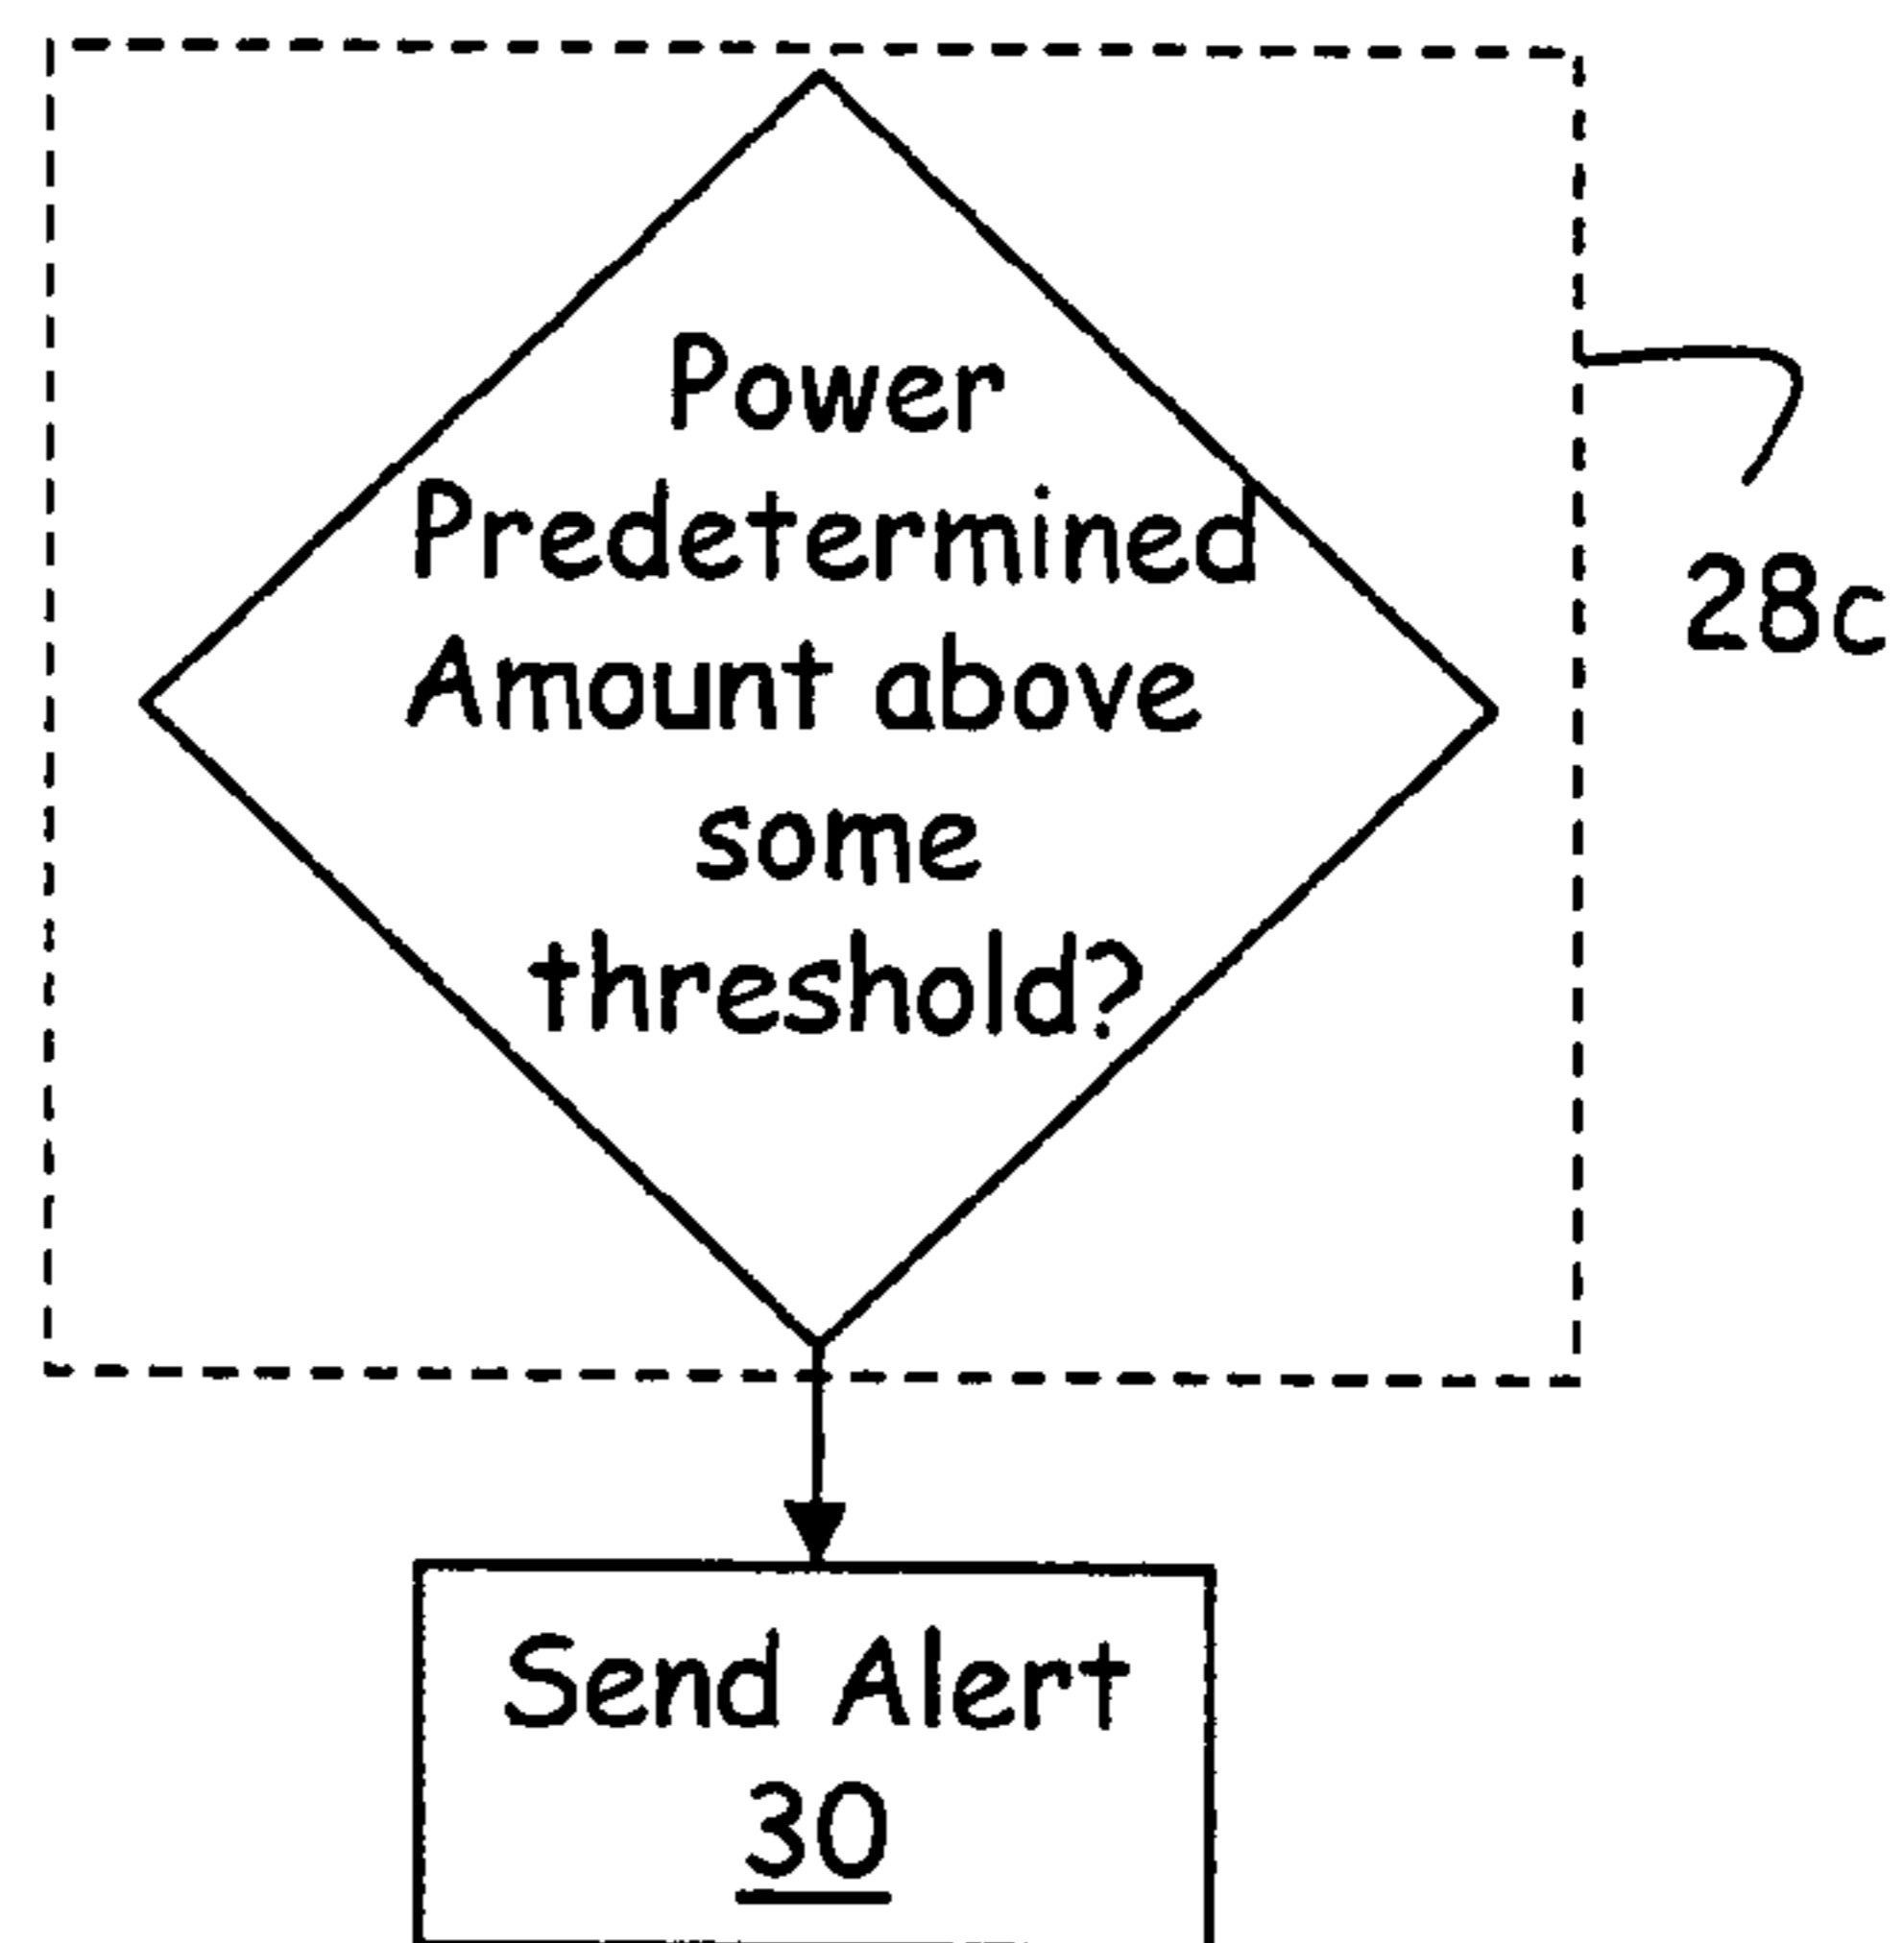 Power
Predetermined
Amount above
some
threshold?
28c
Send Alert
30